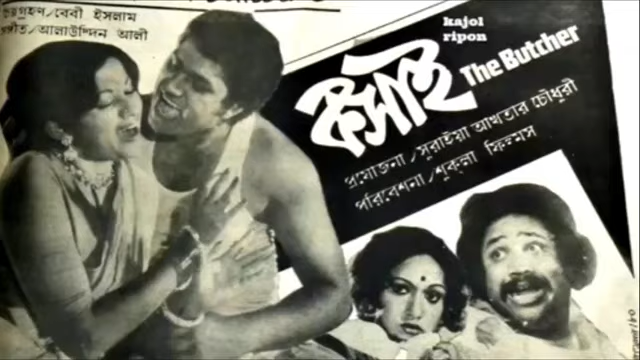 চিত্রগ্রহণ/বেবী ইসলাম
সঙ্গীত/আলাউদ্দিন আলী
kajol
ripon
কসাই The Butcher
প্রযোজনা/সুরাইয়া আখতার চৌধুরী
পরিবেশনা/শুক্‌লা ফিল্মস